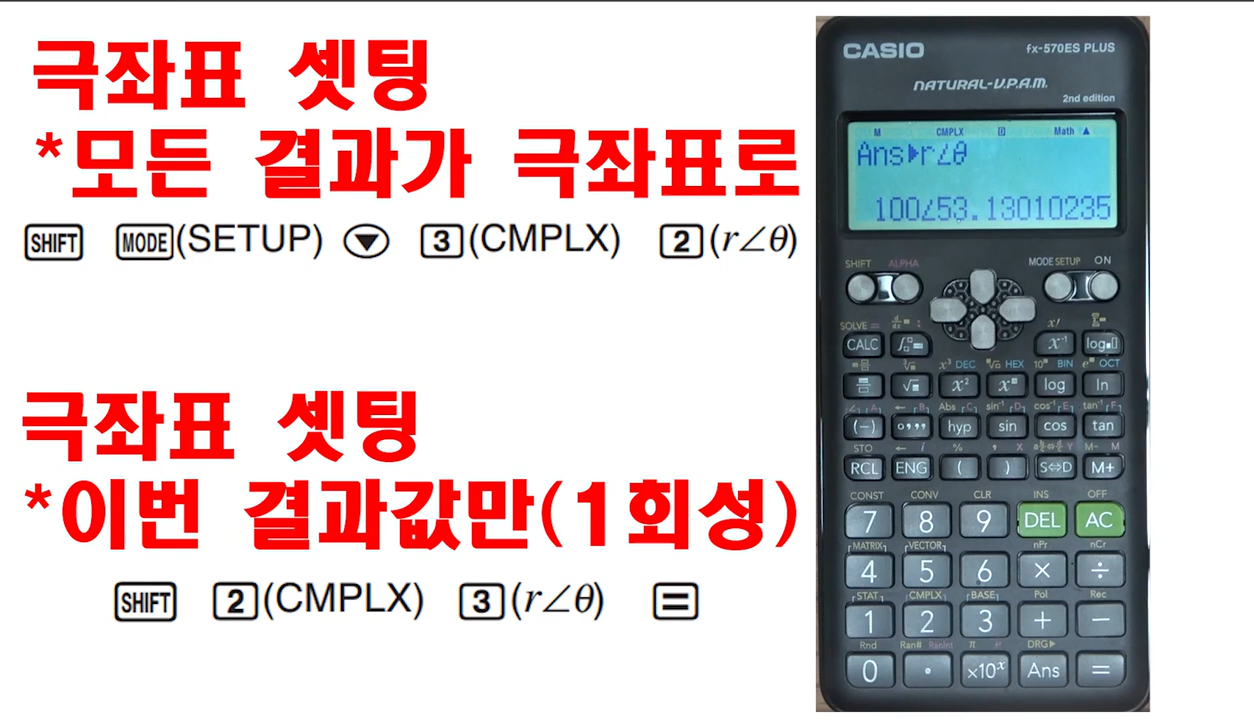 극좌표 셋팅
*모든 결과가 극좌표로
SHIFT MODE(SETUP) ▼ 3(CMPLX) 2(r∠θ)
극좌표 셋팅
*이번 결과값만(1회성)
SHIFT 2(CMPLX) 3(r∠θ) =
CASIO fx-570ES PLUS
NATURAL-V.P.A.M.
2nd edition
M CMPLX D Math ▲
Ans▶r∠θ
100∠53.13010235
SHIFT ALPHA MODE SETUP ON
SOLVE = x! 
CALC x⁻¹ log
x³ DEC HEX BIN OCT
x² log ln
Abs C sin⁻¹ D cos⁻¹ E tan⁻¹ F
(−) hyp sin cos tan
STO ← i % , X Y M− M
RCL ENG ( ) S⇔D M+
CONST CONV CLR INS OFF
7 8 9 DEL AC
MATRIX VECTOR nPr nCr
4 5 6 × ÷
STAT CMPLX BASE Pol Rec
1 2 3 + −
Rnd Ran# RanInt π e DRG▶
0 . ×10ˣ Ans =